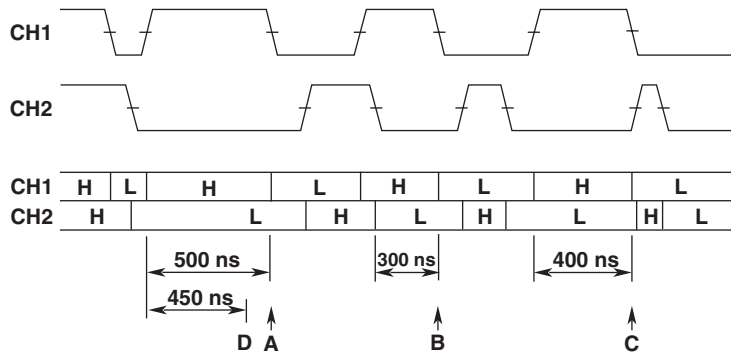 CH1
CH2
CH1 H L H L H L H L
CH2 H L H L H L H L
500 ns 300 ns 400 ns
450 ns
D A B C